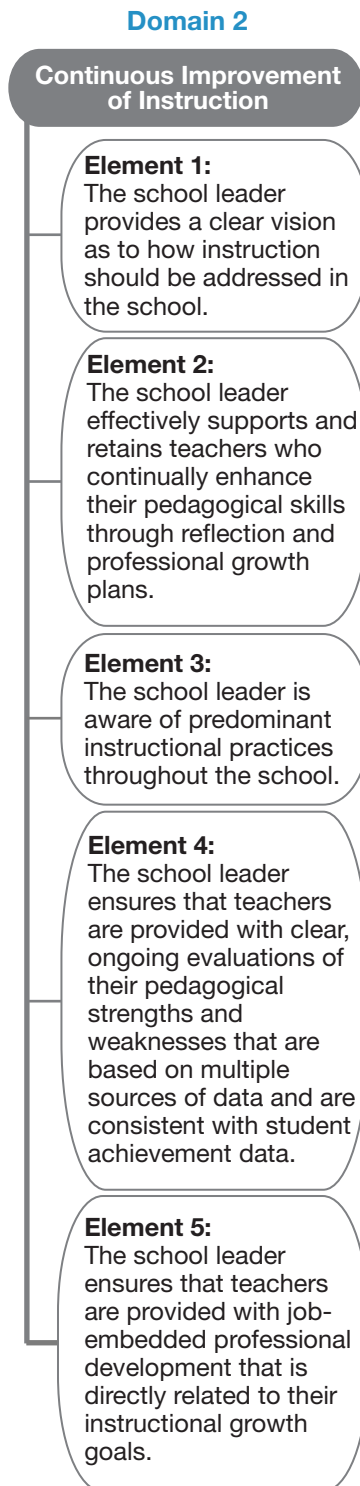 Domain 2
Continuous Improvement
of Instruction
Element 1:
The school leader
provides a clear vision
as to how instruction
should be addressed in
the school.
Element 2:
The school leader
effectively supports and
retains teachers who
continually enhance
their pedagogical skills
through reflection and
professional growth
plans.
Element 3:
The school leader is
aware of predominant
instructional practices
throughout the school.
Element 4:
The school leader
ensures that teachers
are provided with clear,
ongoing evaluations of
their pedagogical
strengths and
weaknesses that are
based on multiple
sources of data and are
consistent with student
achievement data.
Element 5:
The school leader
ensures that teachers
are provided with job-
embedded professional
development that is
directly related to their
instructional growth
goals.